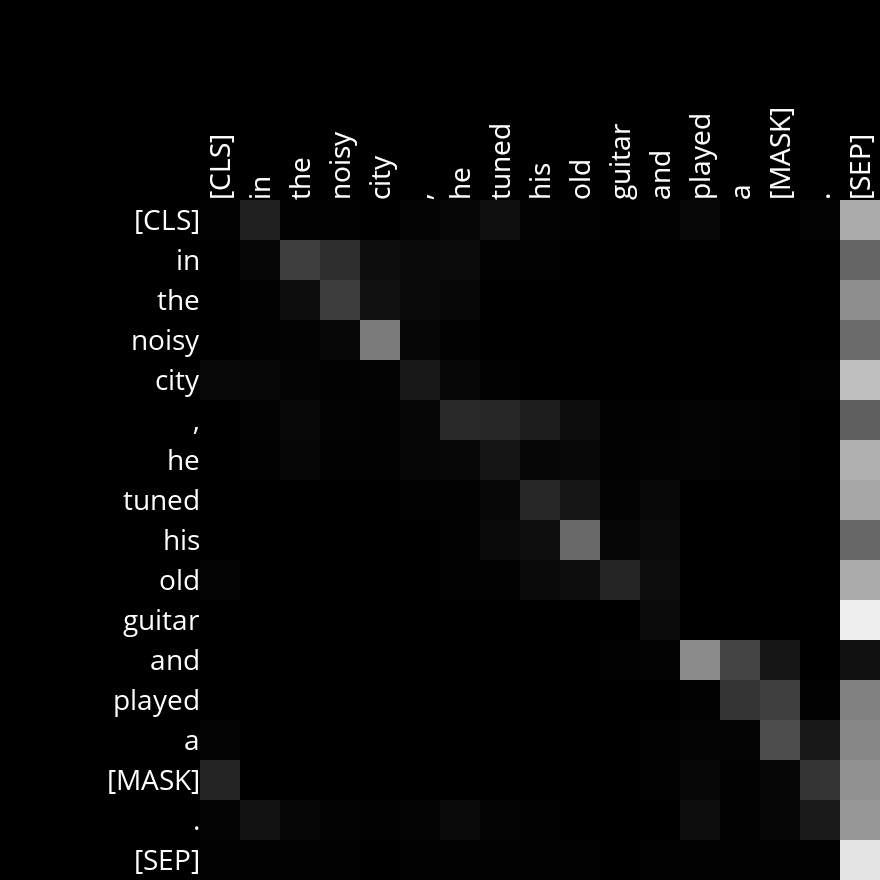 [CLS] in the noisy city , he tuned his old guitar and played a [MASK] . [SEP]
[CLS]
in
the
noisy
city
,
he
tuned
his
old
guitar
and
played
a
[MASK]
.
[SEP]